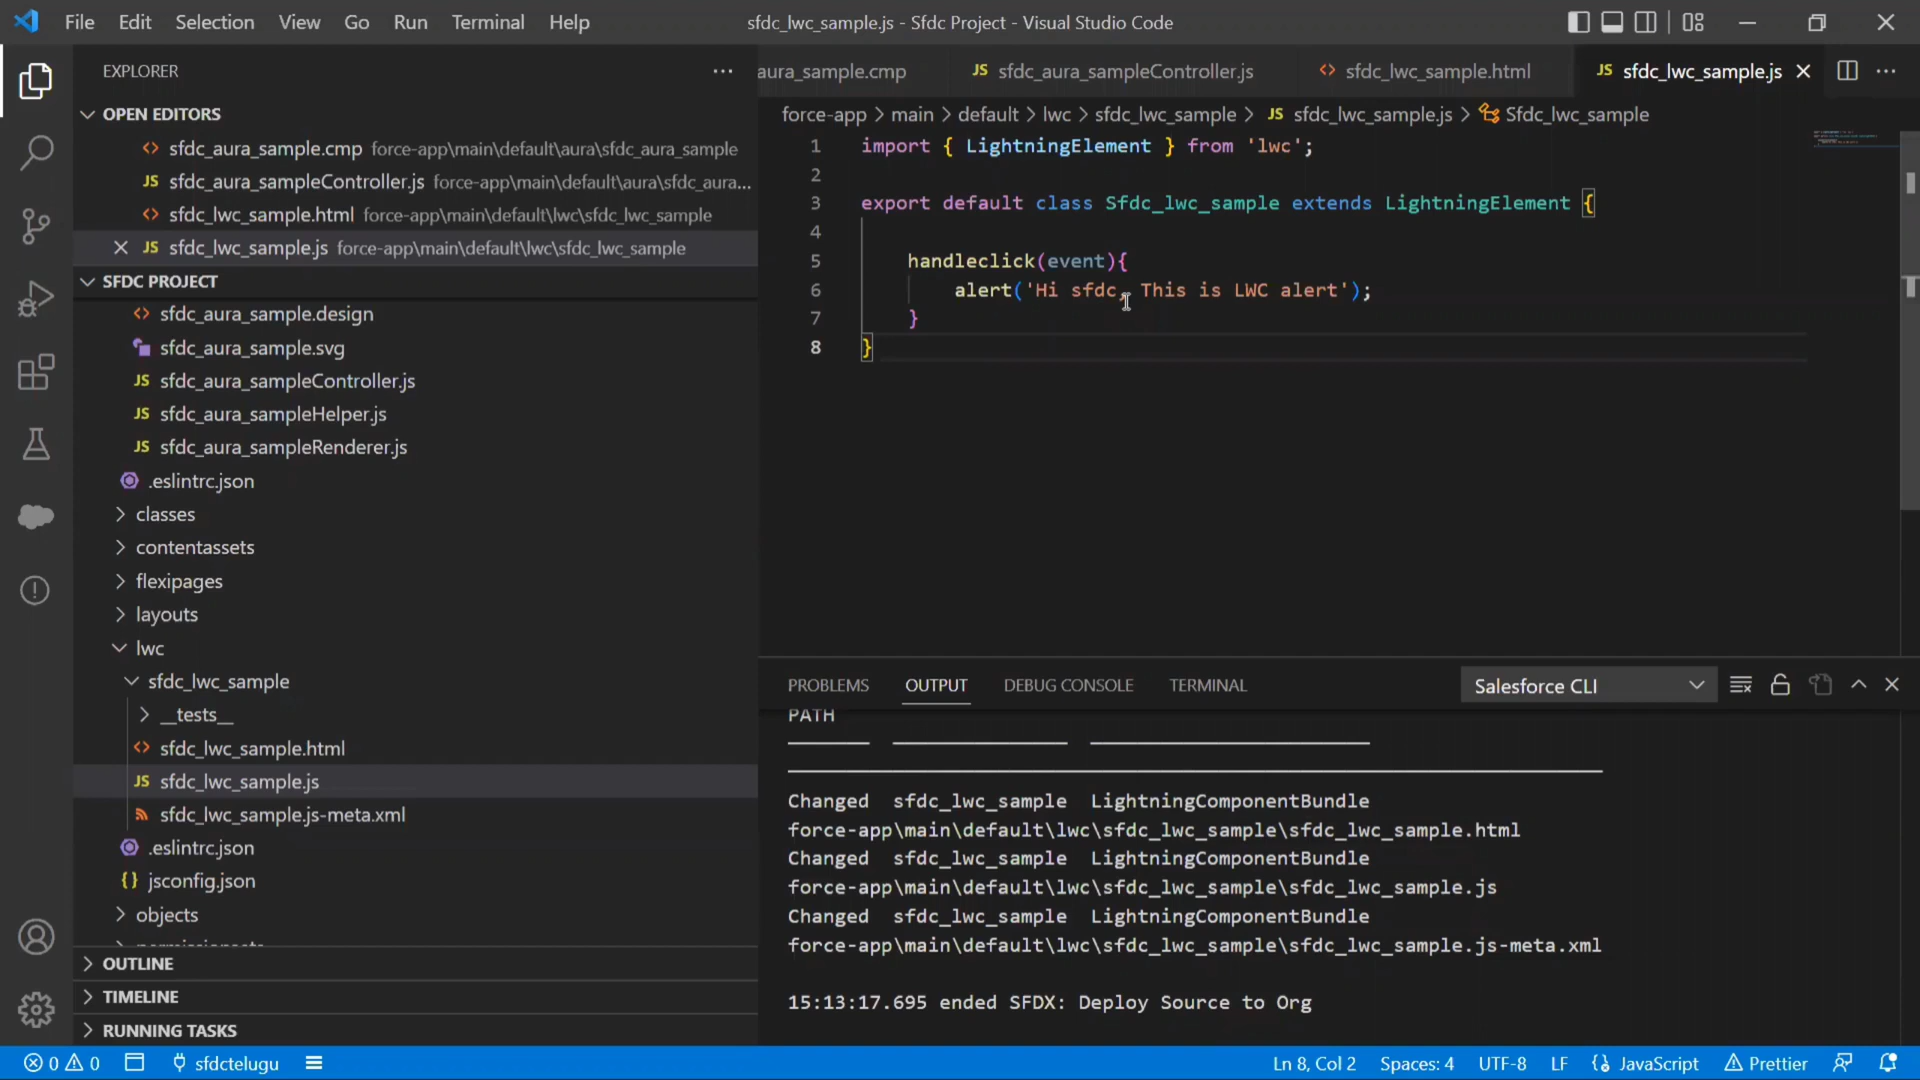 File Edit Selection View Go Run Terminal Help
sfdc_lwc_sample.js - Sfdc Project - Visual Studio Code
EXPLORER
OPEN EDITORS
sfdc_aura_sample.cmp force-app\main\default\aura\sfdc_aura_sample
JS sfdc_aura_sampleController.js force-app\main\default\aura\sfdc_aura...
sfdc_lwc_sample.html force-app\main\default\lwc\sfdc_lwc_sample
JS sfdc_lwc_sample.js force-app\main\default\lwc\sfdc_lwc_sample
SFDC PROJECT
sfdc_aura_sample.design
sfdc_aura_sample.svg
JS sfdc_aura_sampleController.js
JS sfdc_aura_sampleHelper.js
JS sfdc_aura_sampleRenderer.js
.eslintrc.json
classes
contentassets
flexipages
layouts
lwc
sfdc_lwc_sample
__tests__
sfdc_lwc_sample.html
JS sfdc_lwc_sample.js
sfdc_lwc_sample.js-meta.xml
.eslintrc.json
{} jsconfig.json
objects
OUTLINE
TIMELINE
RUNNING TASKS
aura_sample.cmp JS sfdc_aura_sampleController.js <> sfdc_lwc_sample.html JS sfdc_lwc_sample.js
force-app > main > default > lwc > sfdc_lwc_sample > JS sfdc_lwc_sample.js > Sfdc_lwc_sample
1 import { LightningElement } from 'lwc';
2
3 export default class Sfdc_lwc_sample extends LightningElement {
4
5 handleclick(event){
6 alert('Hi sfdc, This is LWC alert');
7 }
8 }
PROBLEMS OUTPUT DEBUG CONSOLE TERMINAL Salesforce CLI
PATH
Changed sfdc_lwc_sample LightningComponentBundle
force-app\main\default\lwc\sfdc_lwc_sample\sfdc_lwc_sample.html
Changed sfdc_lwc_sample LightningComponentBundle
force-app\main\default\lwc\sfdc_lwc_sample\sfdc_lwc_sample.js
Changed sfdc_lwc_sample LightningComponentBundle
force-app\main\default\lwc\sfdc_lwc_sample\sfdc_lwc_sample.js-meta.xml
15:13:17.695 ended SFDX: Deploy Source to Org
0 0 sfdctelugu Ln 8, Col 2 Spaces: 4 UTF-8 LF JavaScript Prettier